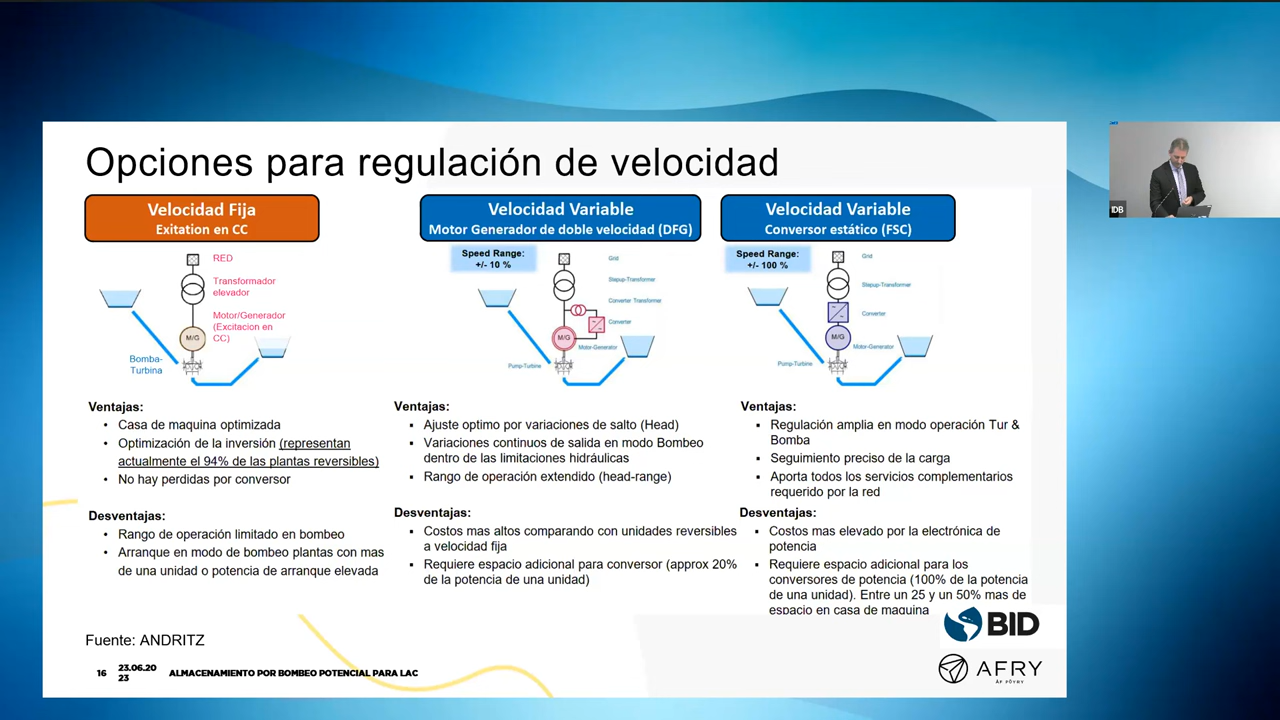 Opciones para regulación de velocidad
Velocidad Fija
Exitation en CC
RED
Transformador
elevador
Motor/Generador
(Excitacion en
CC)
M/G
Bomba-
Turbina
Ventajas:
• Casa de maquina optimizada
• Optimización de la inversión (representan
actualmente el 94% de las plantas reversibles)
• No hay perdidas por conversor
Desventajas:
• Rango de operación limitado en bombeo
• Arranque en modo de bombeo plantas con mas
de una unidad o potencia de arranque elevada
Velocidad Variable
Motor Generador de doble velocidad (DFG)
Speed Range:
+/- 10 %
Grid
Stepup-Transformer
Converter Transformer
Converter
M/G
Motor-Generator
Pump-Turbine
Ventajas:
▪ Ajuste optimo por variaciones de salto (Head)
▪ Variaciones continuos de salida en modo Bombeo
dentro de las limitaciones hidráulicas
▪ Rango de operación extendido (head-range)
Desventajas:
▪ Costos mas altos comparando con unidades reversibles
a velocidad fija
▪ Requiere espacio adicional para conversor (approx 20%
de la potencia de una unidad)
Velocidad Variable
Conversor estático (FSC)
Speed Range:
+/- 100 %
Grid
Stepup-Transformer
Converter
M/G
Motor-Generator
Pump-Turbine
Ventajas:
▪ Regulación amplia en modo operación Tur &
Bomba
▪ Seguimiento preciso de la carga
▪ Aporta todos los servicios complementarios
requerido por la red
Desventajas:
▪ Costos mas elevado por la electrónica de
potencia
▪ Requiere espacio adicional para los
conversores de potencia (100% de la potencia
de una unidad). Entre un 25 y un 50% mas de
espacio en casa de maquina
Fuente: ANDRITZ
16
23.06.20
23
ALMACENAMIENTO POR BOMBEO POTENCIAL PARA LAC
BID
AFRY
ÅF PÖYRY
IDB